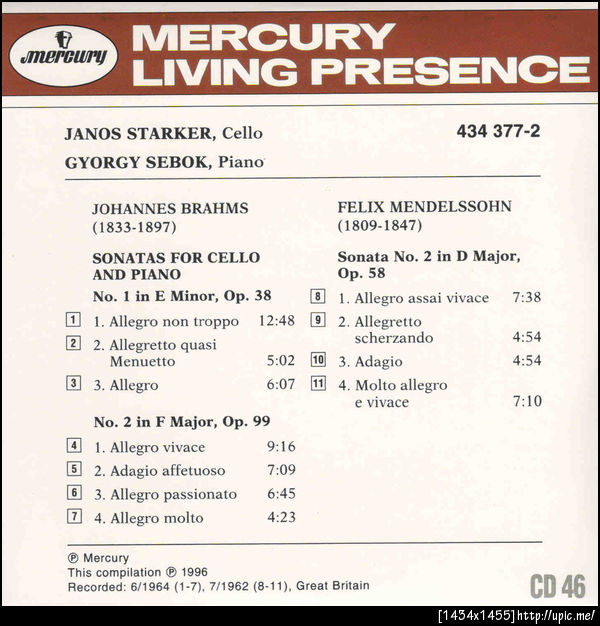 mercury
MERCURY
LIVING PRESENCE
JANOS STARKER, Cello
434 377-2
GYORGY SEBOK, Piano
JOHANNES BRAHMS
(1833-1897)
SONATAS FOR CELLO
AND PIANO
No. 1 in E Minor, Op. 38
1 1. Allegro non troppo 12:48
2 2. Allegretto quasi
Menuetto 5:02
3 3. Allegro 6:07
No. 2 in F Major, Op. 99
4 1. Allegro vivace 9:16
5 2. Adagio affetuoso 7:09
6 3. Allegro passionato 6:45
7 4. Allegro molto 4:23
FELIX MENDELSSOHN
(1809-1847)
Sonata No. 2 in D Major,
Op. 58
8 1. Allegro assai vivace 7:38
9 2. Allegretto
scherzando 4:54
10 3. Adagio 4:54
11 4. Molto allegro
e vivace 7:10
℗ Mercury
This compilation ℗ 1996
Recorded: 6/1964 (1-7), 7/1962 (8-11), Great Britain
CD 46
[1434x1455]http://upic.me/